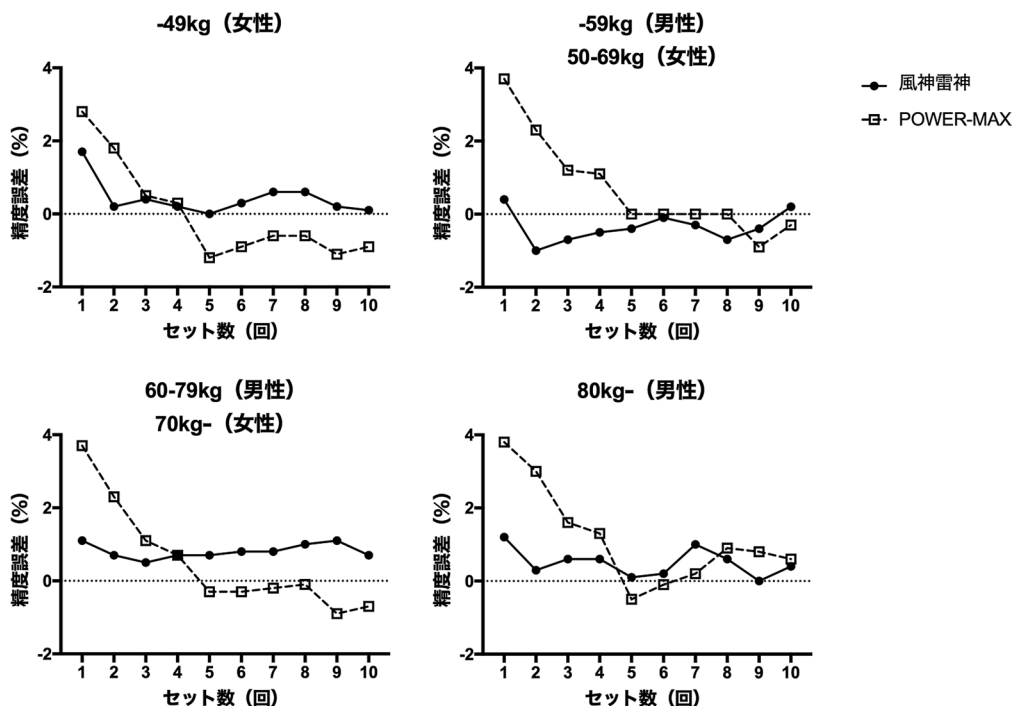 -49kg（女性）
4
2
0
-2
精度誤差（%）
1 2 3 4 5 6 7 8 9 10
セット数（回）
-59kg（男性）
50-69kg（女性）
4
2
0
-2
精度誤差（%）
1 2 3 4 5 6 7 8 9 10
セット数（回）
風神雷神
POWER-MAX
60-79kg（男性）
70kg-（女性）
4
2
0
-2
精度誤差（%）
1 2 3 4 5 6 7 8 9 10
セット数（回）
80kg-（男性）
4
2
0
-2
精度誤差（%）
1 2 3 4 5 6 7 8 9 10
セット数（回）